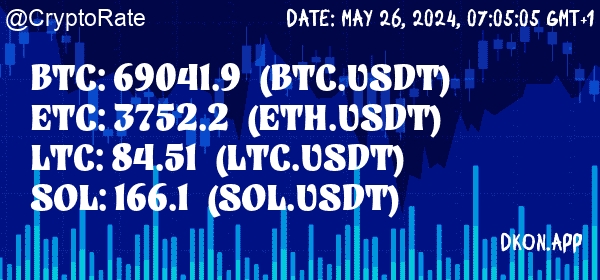 @CryptoRate
DATE: MAY 26, 2024, 07:05:05 GMT+1
BTC: 69041.9 (BTC.USDT)
ETC: 3752.2 (ETH.USDT)
LTC: 84.51 (LTC.USDT)
SOL: 166.1 (SOL.USDT)
DKON.APP